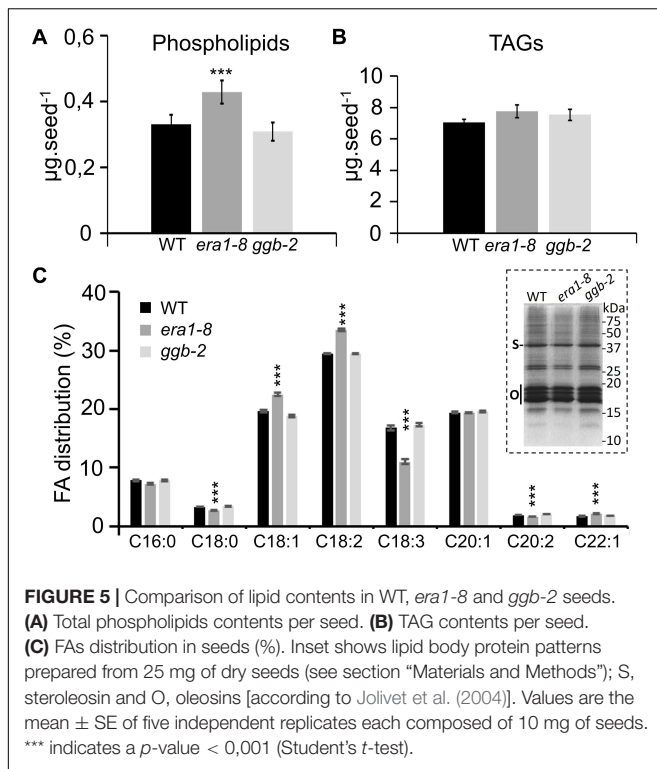 A
Phospholipids
0,6
0,4
0,2
0
µg.seed-1
***
WT era1-8 ggb-2
B
TAGs
10
8
6
4
2
0
µg.seed-1
WT era1-8 ggb-2
C
40
30
20
10
0
FA distribution (%)
WT
era1-8
ggb-2
***
***
***
***
***
***
C16:0 C18:0 C18:1 C18:2 C18:3 C20:1 C20:2 C22:1
WT era1-8 ggb-2
kDa
-75
-50
S-
-37
-25
-20
O
-15
-10
FIGURE 5 | Comparison of lipid contents in WT, era1-8 and ggb-2 seeds.
(A) Total phospholipids contents per seed. (B) TAG contents per seed.
(C) FAs distribution in seeds (%). Inset shows lipid body protein patterns
prepared from 25 mg of dry seeds (see section “Materials and Methods”); S,
steroleosin and O, oleosins [according to Jolivet et al. (2004)]. Values are the
mean ± SE of five independent replicates each composed of 10 mg of seeds.
*** indicates a p-value < 0,001 (Student’s t-test).